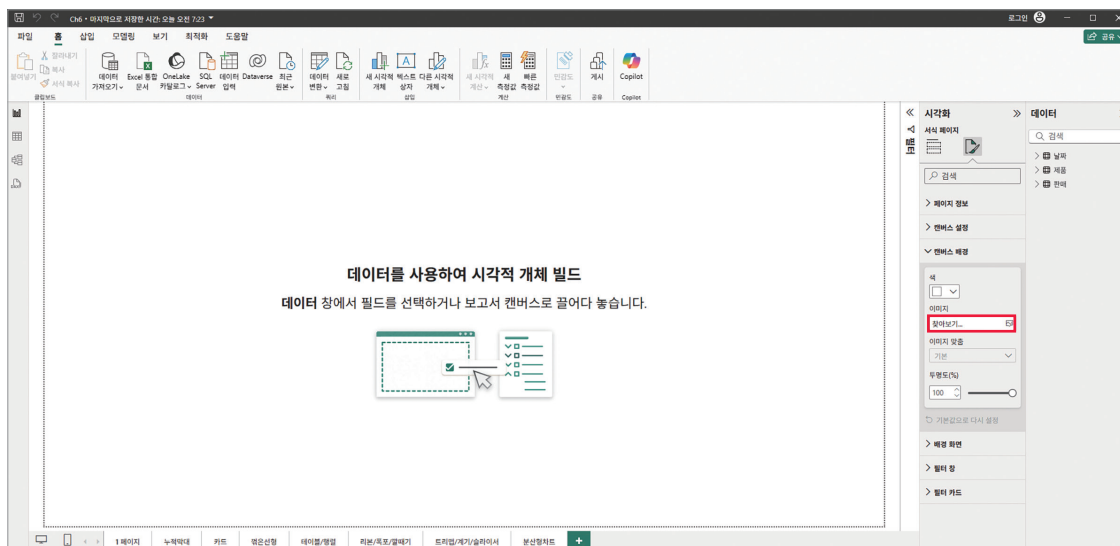 Ch6 • 마지막으로 저장한 시간: 오늘 오전 7:23
로그인
파일 홈 삽입 모델링 보기 최적화 도움말
공유
붙여넣기
잘라내기
복사
서식 복사
데이터 가져오기
Excel 통합 문서
OneLake 카탈로그
SQL Server
데이터 입력
Dataverse
최근 원본
데이터 변환
새로 고침
새 시각적 개체
텍스트 상자
다른 시각적 개체
새 시각적 계산
새 측정값
빠른 측정값
민감도
게시
Copilot
클립보드 데이터 쿼리 삽입 계산 민감도 공유 Copilot
필터
데이터를 사용하여 시각적 개체 빌드
데이터 창에서 필드를 선택하거나 보고서 캔버스로 끌어다 놓습니다.
시각화
서식 페이지
검색
페이지 정보
캔버스 설정
캔버스 배경
색
이미지
찾아보기...
이미지 맞춤
기본
투명도(%)
100
기본값으로 다시 설정
배경 화면
필터 창
필터 카드
데이터
검색
날짜
제품
판매
1 페이지 누적막대 카드 꺾은선형 테이블/행렬 리본/폭포/깔때기 트리맵/계기/슬라이서 분산형차트